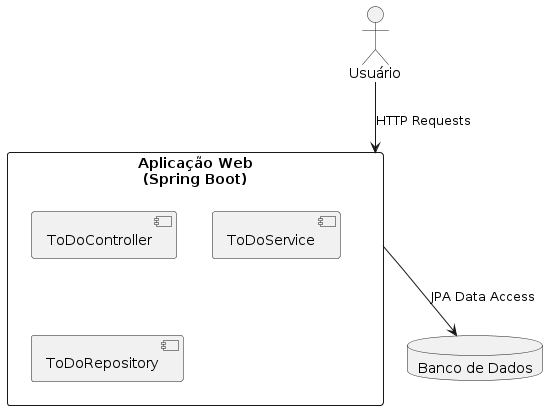 Usuário
HTTP Requests
Aplicação Web
(Spring Boot)
ToDoController
ToDoService
JPA Data Access
ToDoRepository
Banco de Dados